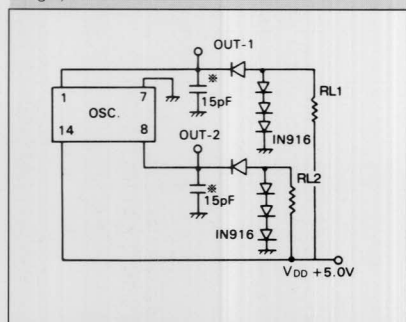 OUT-1
※
RL1
1
7
15pF
OSC.
OUT-2
IN916
14
8
RL2
※
15pF
IN916
VDD +5.0V